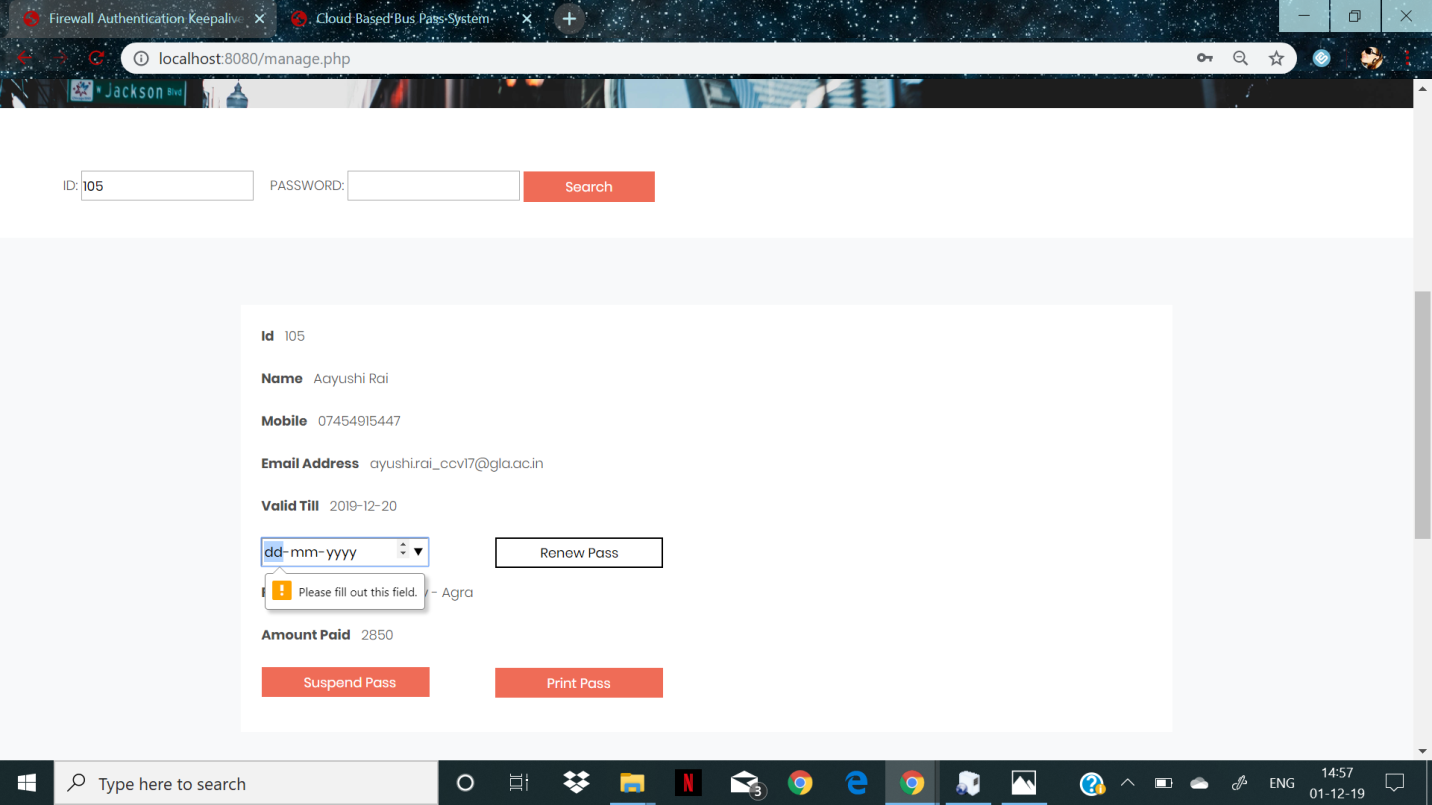 Firewall Authentication Keepalive
Cloud Based Bus Pass System
localhost:8080/manage.php
W Jackson Blvd
ID: 105 PASSWORD: Search
Id 105
Name Aayushi Rai
Mobile 07454915447
Email Address ayushi.rai_ccv17@gla.ac.in
Valid Till 2019-12-20
dd-mm-yyyy Renew Pass
Please fill out this field.
- Agra
Amount Paid 2850
Suspend Pass Print Pass
Type here to search
N
3
ENG
14:57
01-12-19